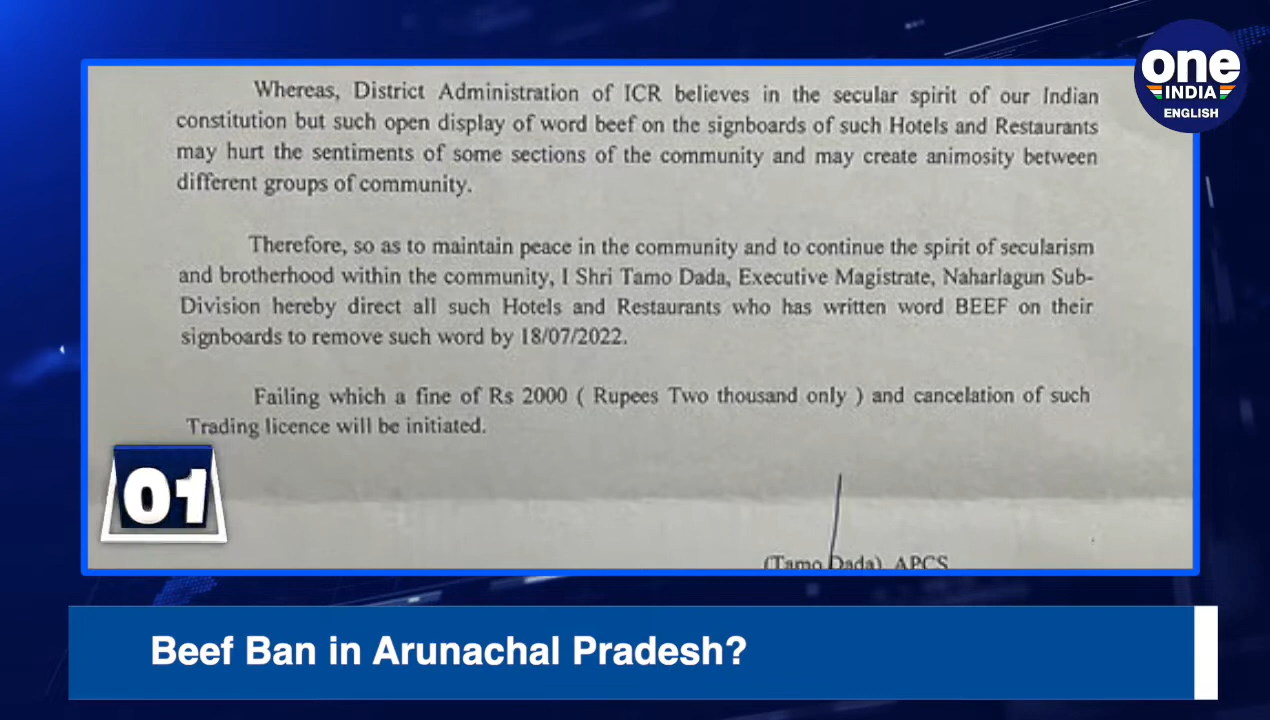 one
INDIA
ENGLISH
Whereas, District Administration of ICR believes in the secular spirit of our Indian
constitution but such open display of word beef on the signboards of such Hotels and Restaurants
may hurt the sentiments of some sections of the community and may create animosity between
different groups of community.
Therefore, so as to maintain peace in the community and to continue the spirit of secularism
and brotherhood within the community, I Shri Tamo Dada, Executive Magistrate, Naharlagun Sub-
Division hereby direct all such Hotels and Restaurants who has written word BEEF on their
signboards to remove such word by 18/07/2022.
Failing which a fine of Rs 2000 ( Rupees Two thousand only ) and cancelation of such
Trading licence will be initiated.
(Tamo Dada) APCS
01
Beef Ban in Arunachal Pradesh?